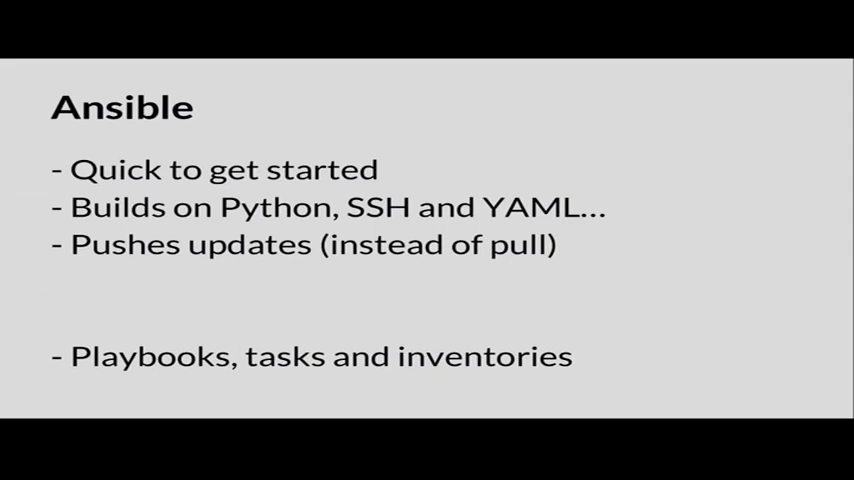 Ansible
- Quick to get started
- Builds on Python, SSH and YAML...
- Pushes updates (instead of pull)
- Playbooks, tasks and inventories